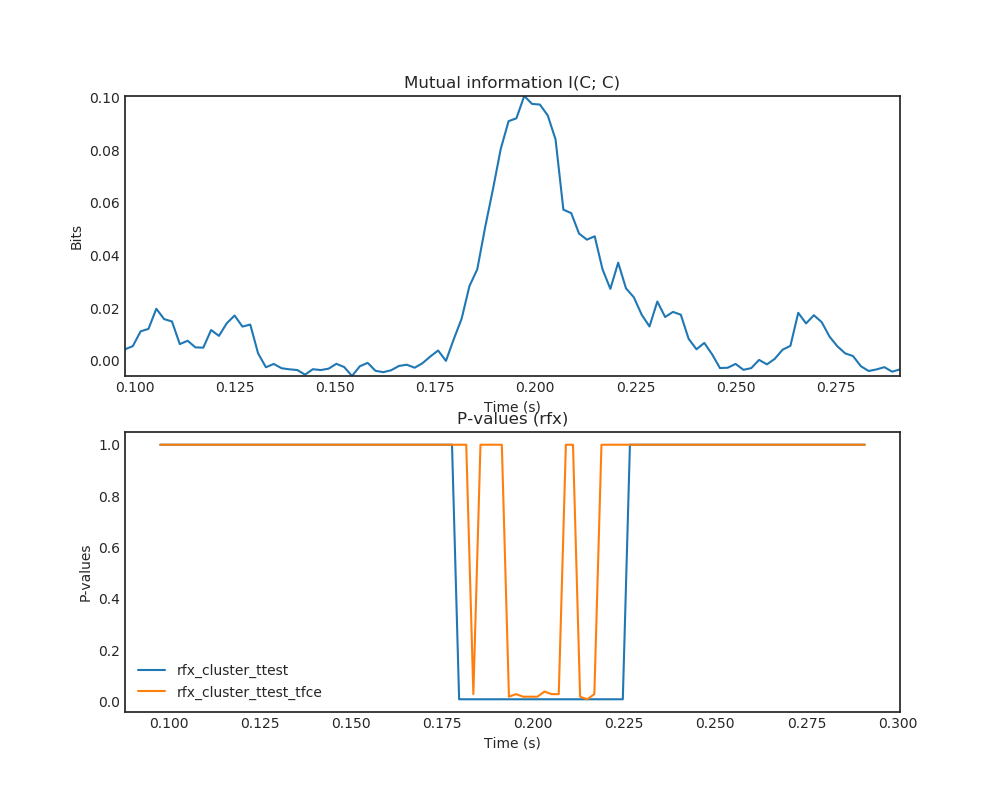 Mutual information I(C; C)
0.10
0.08
0.06
0.04
0.02
0.00
Bits
0.100 0.125 0.150 0.175 0.200 0.225 0.250 0.275
Time (s)
P-values (rfx)
1.0
0.8
0.6
0.4
0.2
0.0
P-values
rfx_cluster_ttest
rfx_cluster_ttest_tfce
0.100 0.125 0.150 0.175 0.200 0.225 0.250 0.275 0.300
Time (s)